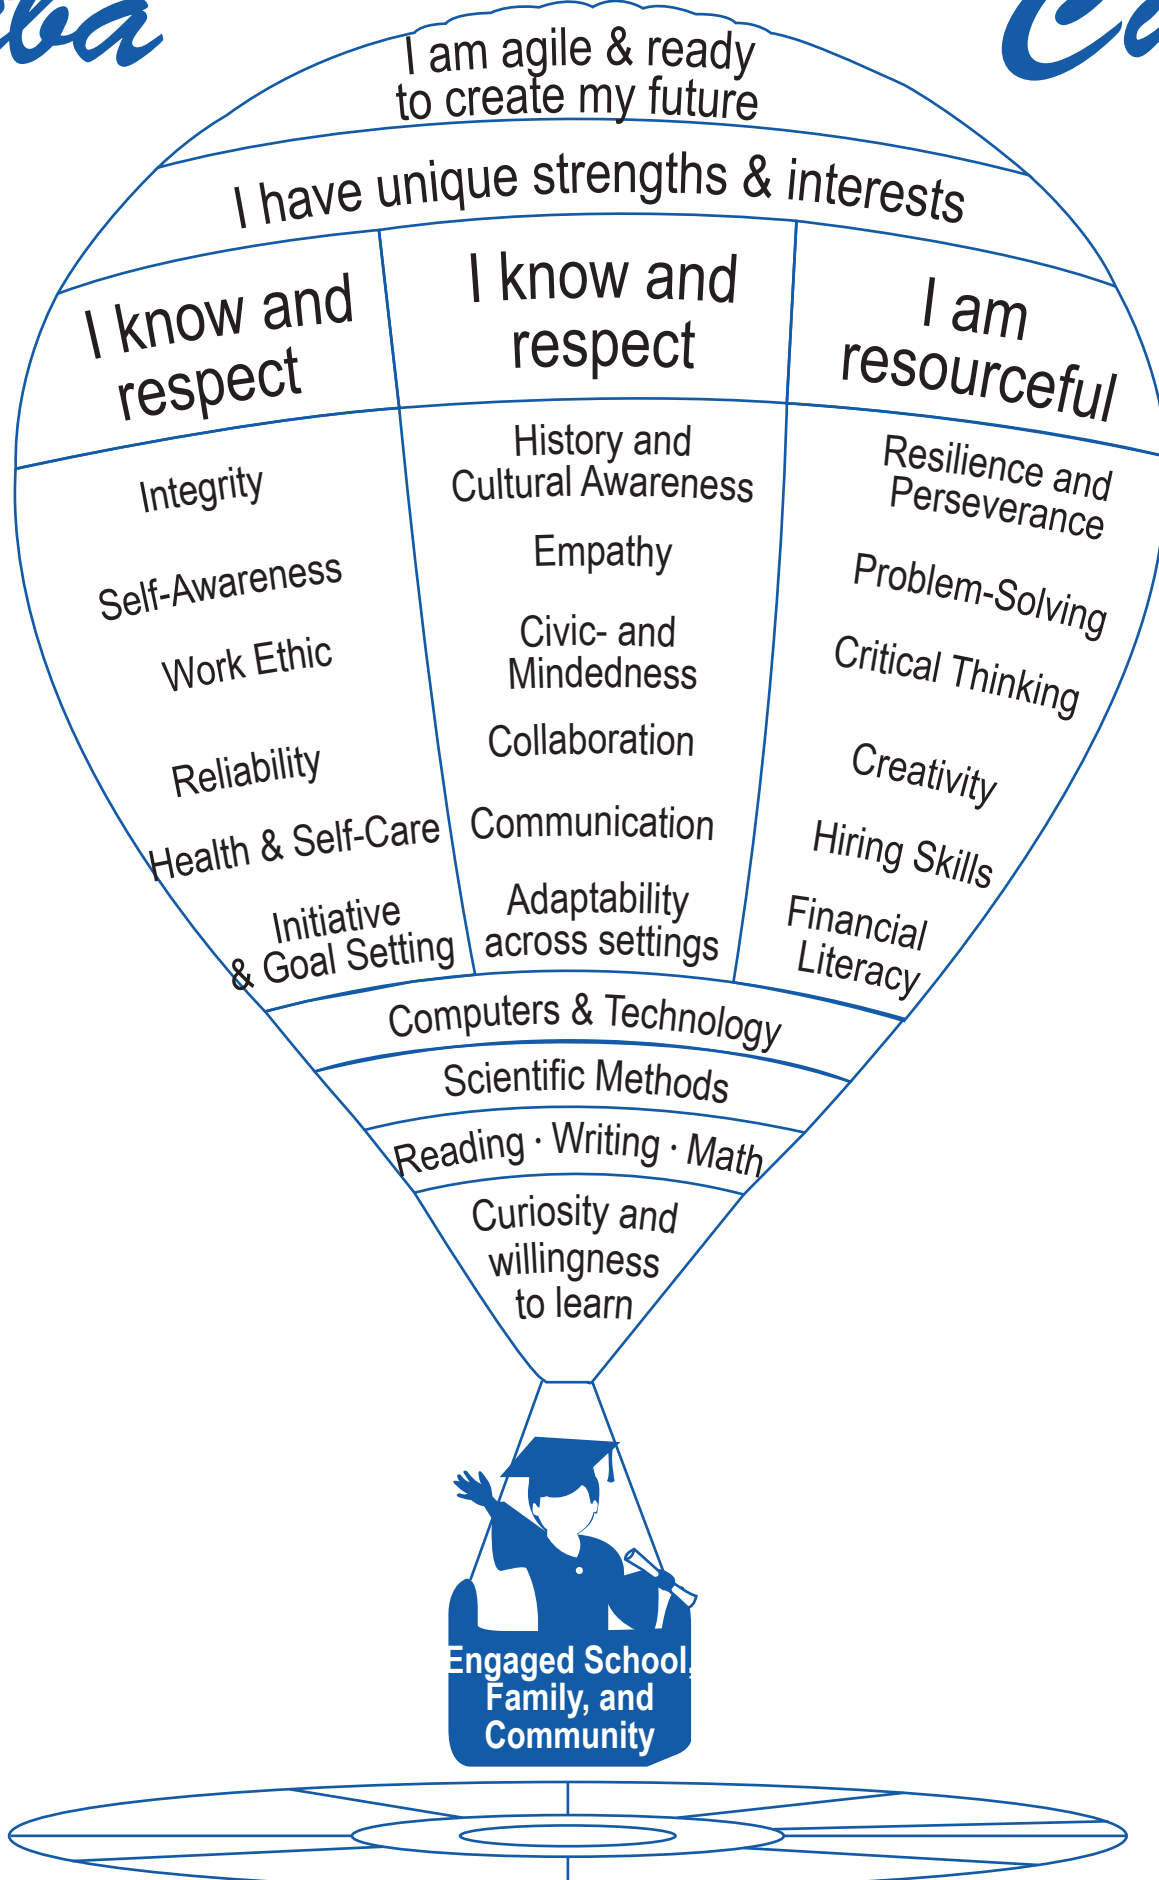 I am agile & ready
to create my future
I have unique strengths & interests
I know and
respect
I know and
respect
I am
resourceful
Integrity
Self-Awareness
Work Ethic
Reliability
Health & Self-Care
Initiative
& Goal Setting
History and
Cultural Awareness
Empathy
Civic- and
Mindedness
Collaboration
Communication
Adaptability
across settings
Resilience and
Perseverance
Problem-Solving
Critical Thinking
Creativity
Hiring Skills
Financial
Literacy
Computers & Technology
Scientific Methods
Reading · Writing · Math
Curiosity and
willingness
to learn
Engaged School,
Family, and
Community